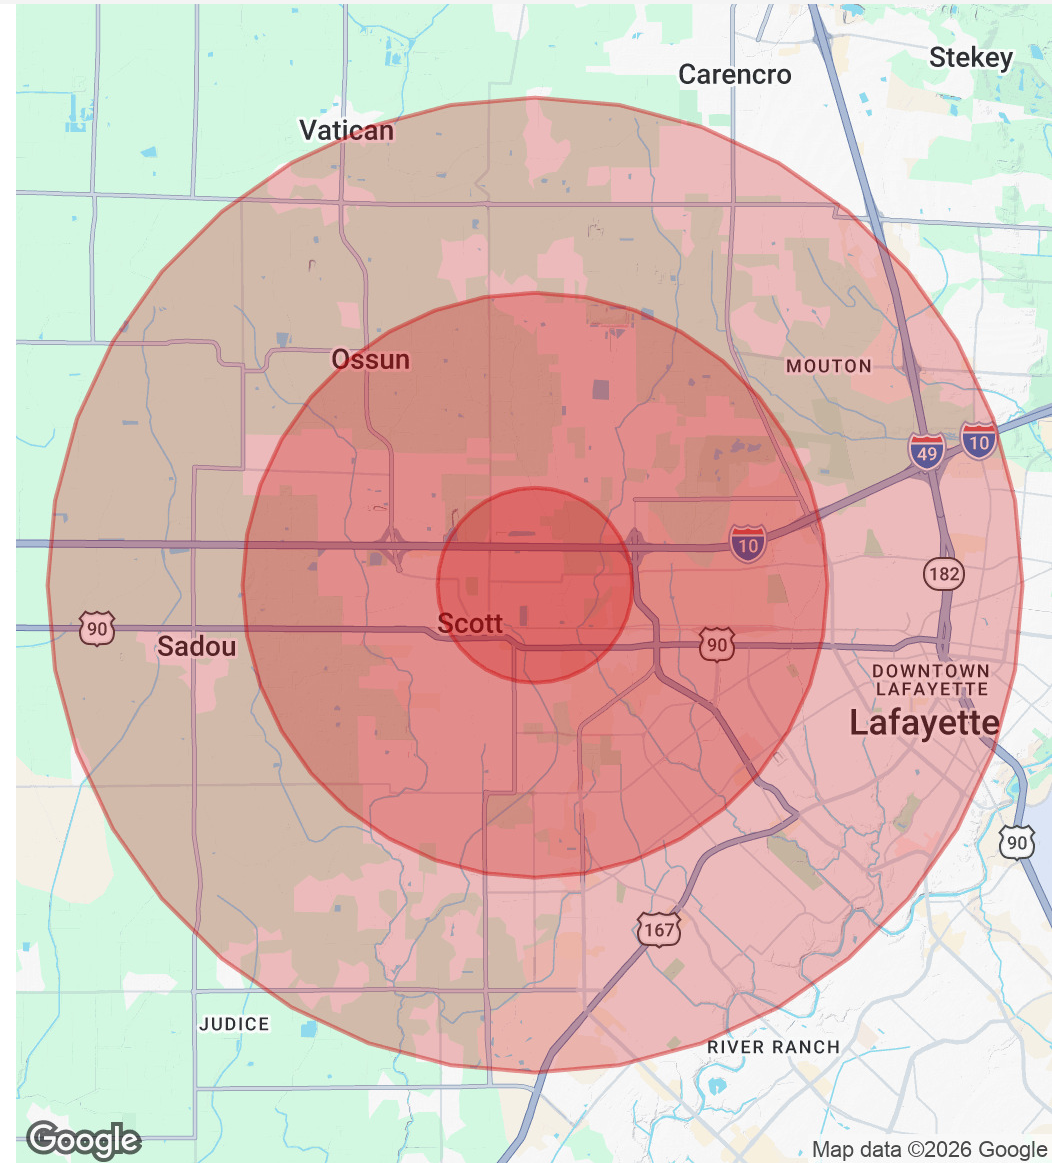 Stekey
Carencro
Vatican
Ossun
MOUTON
10
49
10
182
Scott
90
90
Sadou
DOWNTOWN
LAFAYETTE
Lafayette
90
167
JUDICE
RIVER RANCH
Google
Map data ©2026 Google